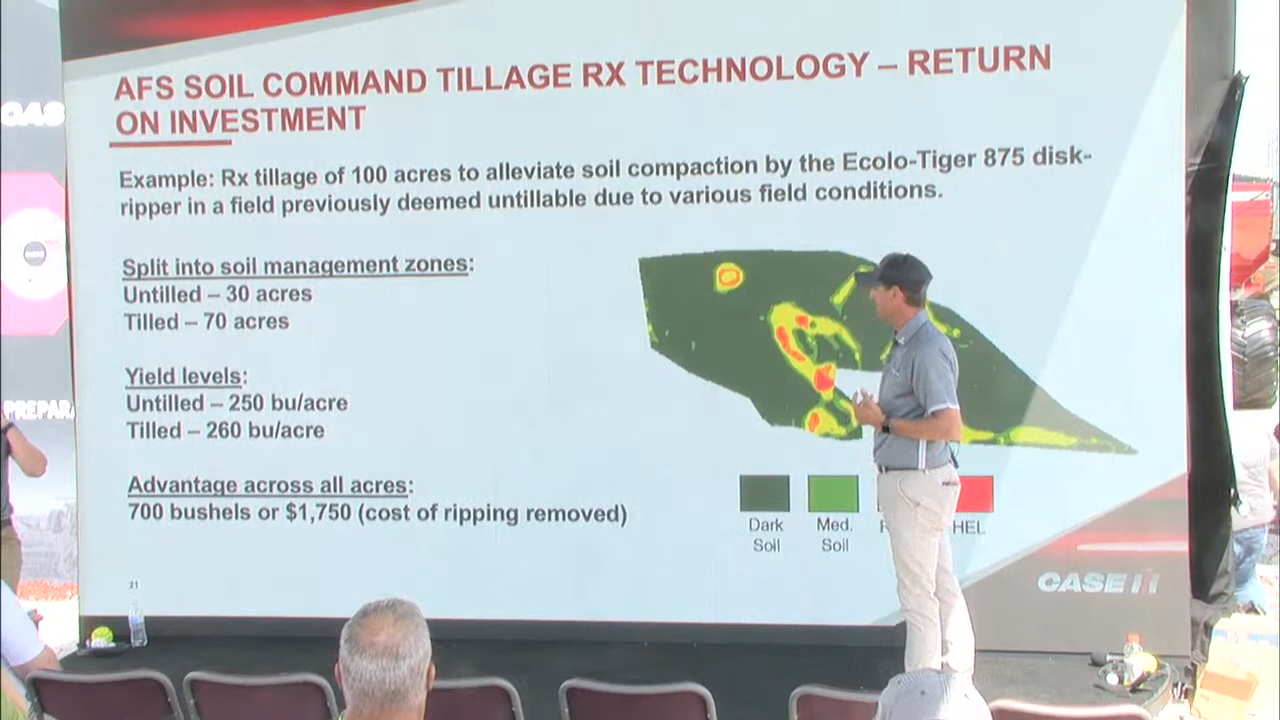 AFS SOIL COMMAND TILLAGE RX TECHNOLOGY – RETURN
ON INVESTMENT
Example: Rx tillage of 100 acres to alleviate soil compaction by the Ecolo-Tiger 875 disk-
ripper in a field previously deemed untillable due to various field conditions.
Split into soil management zones:
Untilled – 30 acres
Tilled – 70 acres
Yield levels:
Untilled – 250 bu/acre
Tilled – 260 bu/acre
Advantage across all acres:
700 bushels or $1,750 (cost of ripping removed)
Dark
Soil
Med.
Soil
HEL
21
CASE IH